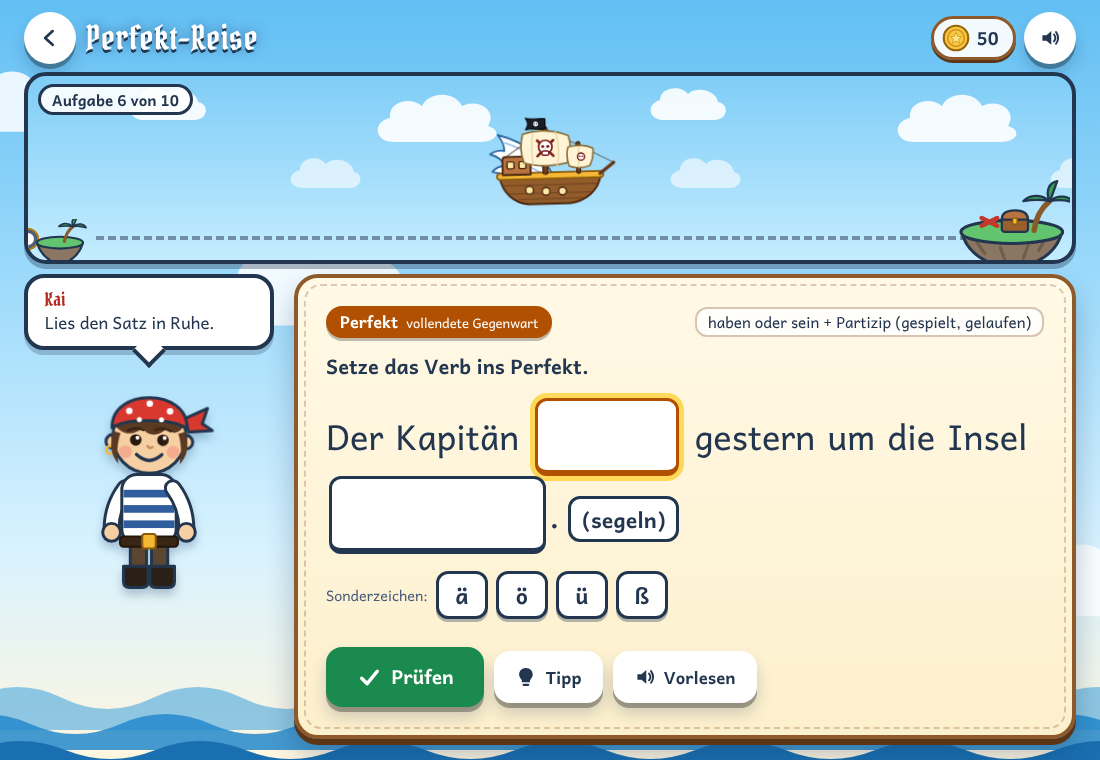 Perfekt-Reise
50
Aufgabe 6 von 10
Kai
Lies den Satz in Ruhe.
Perfekt vollendete Gegenwart
haben oder sein + Partizip (gespielt, gelaufen)
Setze das Verb ins Perfekt.
Der Kapitän gestern um die Insel
. (segeln)
Sonderzeichen: ä ö ü ß
Prüfen Tipp Vorlesen